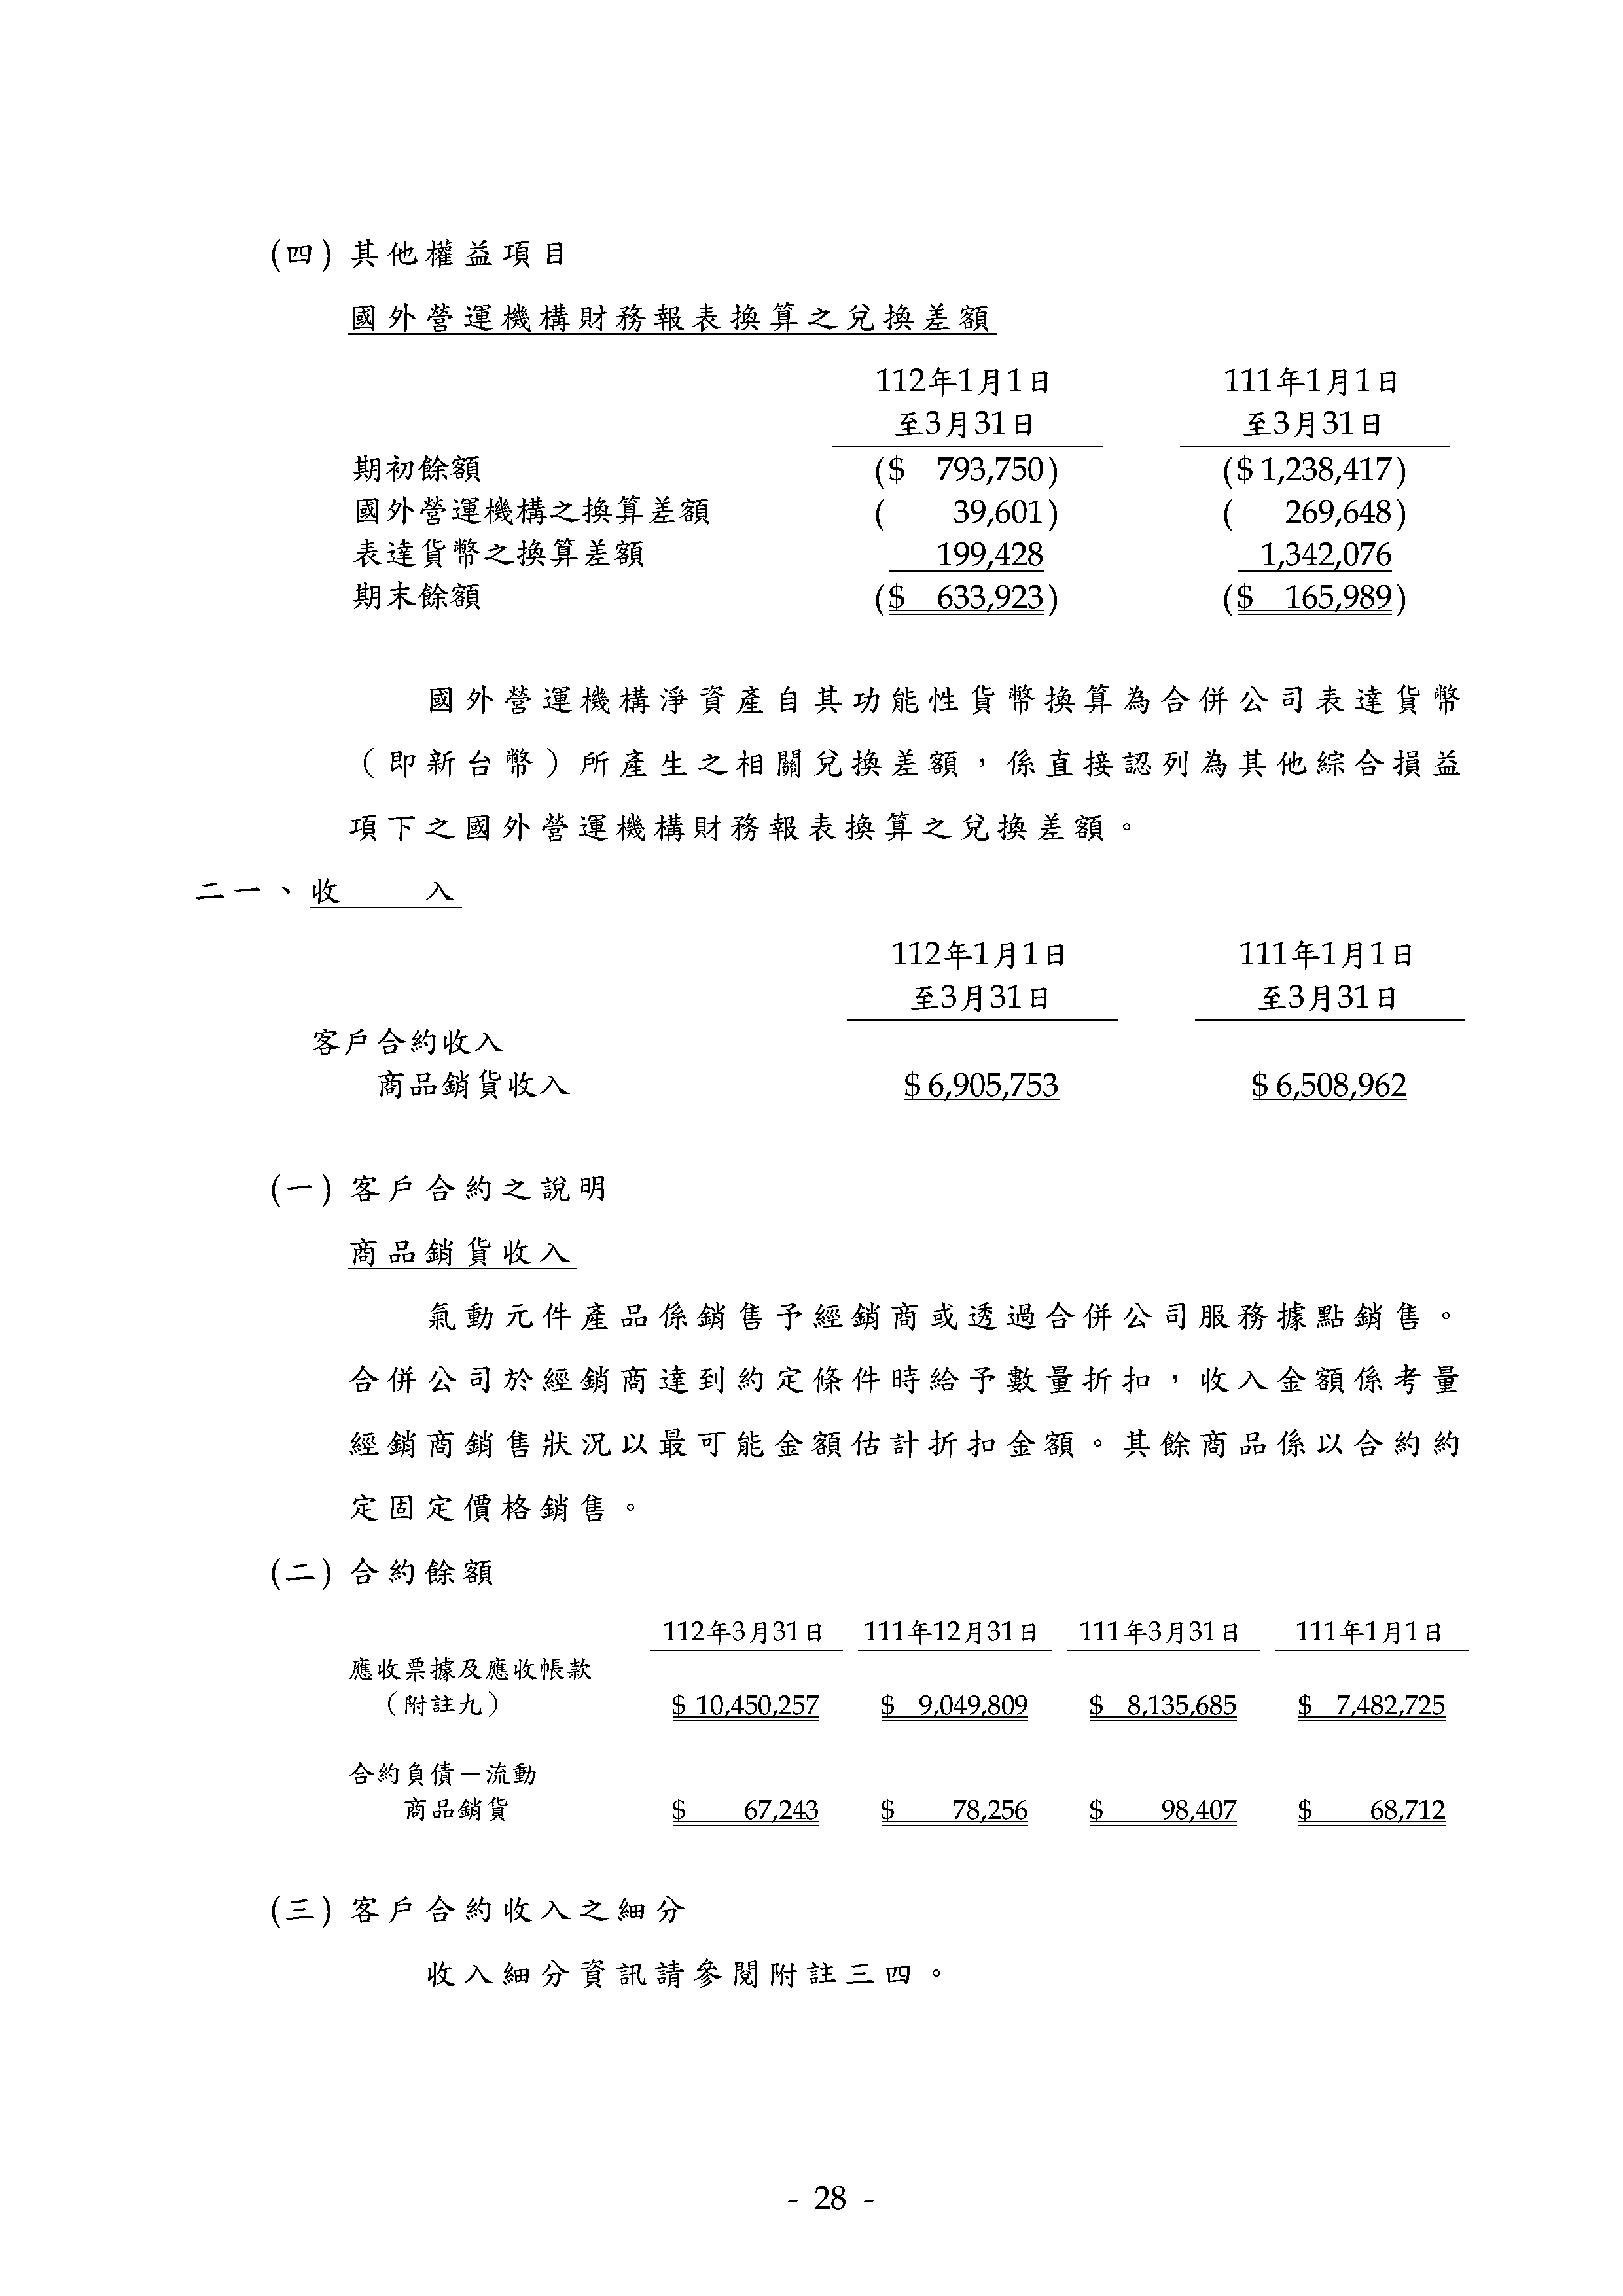 (四) 其他權益項目
國外營運機構財務報表換算之兌換差額
112年1月1日 111年1月1日
至3月31日 至3月31日
期初餘額 ($ 793,750) ($ 1,238,417)
國外營運機構之換算差額 ( 39,601) ( 269,648)
表達貨幣之換算差額 199,428 1,342,076
期末餘額 ($ 633,923) ($ 165,989)
國外營運機構淨資產自其功能性貨幣換算為合併公司表達貨幣
（即新台幣）所產生之相關兌換差額，係直接認列為其他綜合損益
項下之國外營運機構財務報表換算之兌換差額。
二一、收 入
112年1月1日 111年1月1日
至3月31日 至3月31日
客戶合約收入
商品銷貨收入 $ 6,905,753 $ 6,508,962
(一) 客戶合約之說明
商品銷貨收入
氣動元件產品係銷售予經銷商或透過合併公司服務據點銷售。
合併公司於經銷商達到約定條件時給予數量折扣，收入金額係考量
經銷商銷售狀況以最可能金額估計折扣金額。其餘商品係以合約約
定固定價格銷售。
(二) 合約餘額
112年3月31日 111年12月31日 111年3月31日 111年1月1日
應收票據及應收帳款
（附註九） $ 10,450,257 $ 9,049,809 $ 8,135,685 $ 7,482,725
合約負債－流動
商品銷貨 $ 67,243 $ 78,256 $ 98,407 $ 68,712
(三) 客戶合約收入之細分
收入細分資訊請參閱附註三四。
- 28 -